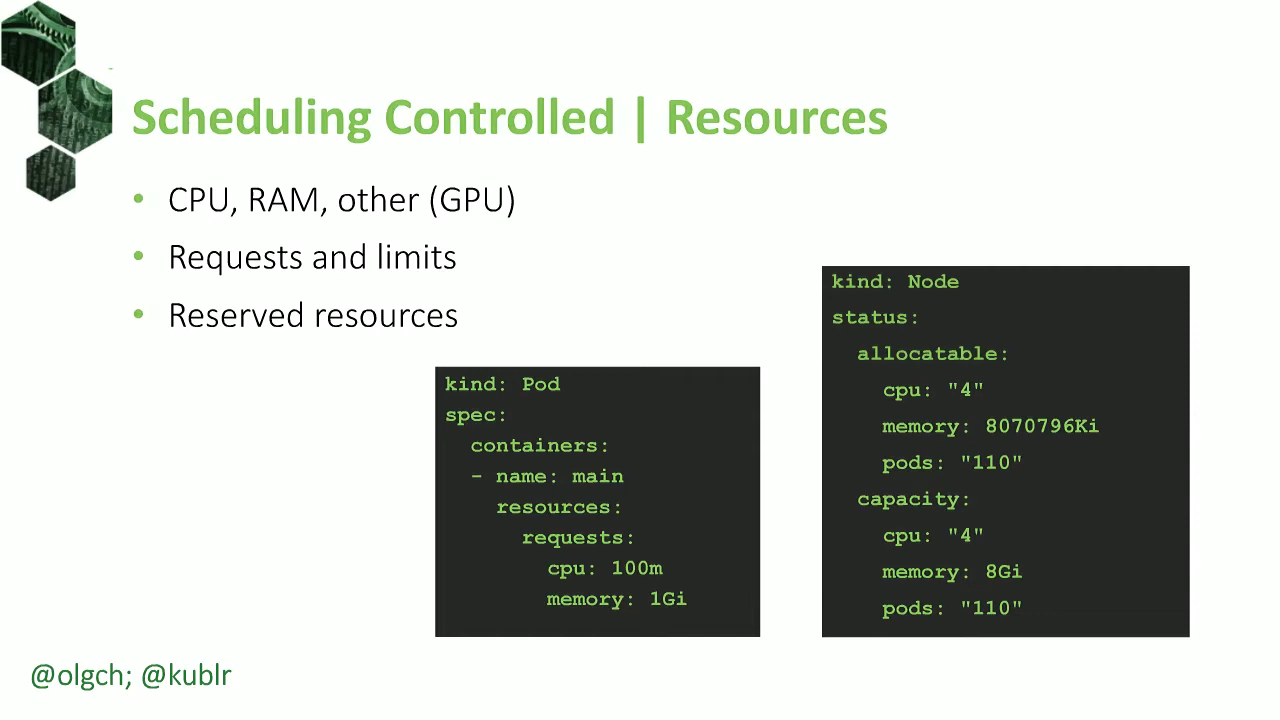 Scheduling Controlled | Resources
• CPU, RAM, other (GPU)
• Requests and limits
• Reserved resources
kind: Pod
spec:
  containers:
  - name: main
    resources:
      requests:
        cpu: 100m
        memory: 1Gi
kind: Node
status:
  allocatable:
    cpu: "4"
    memory: 8070796Ki
    pods: "110"
  capacity:
    cpu: "4"
    memory: 8Gi
    pods: "110"
@olgch; @kublr